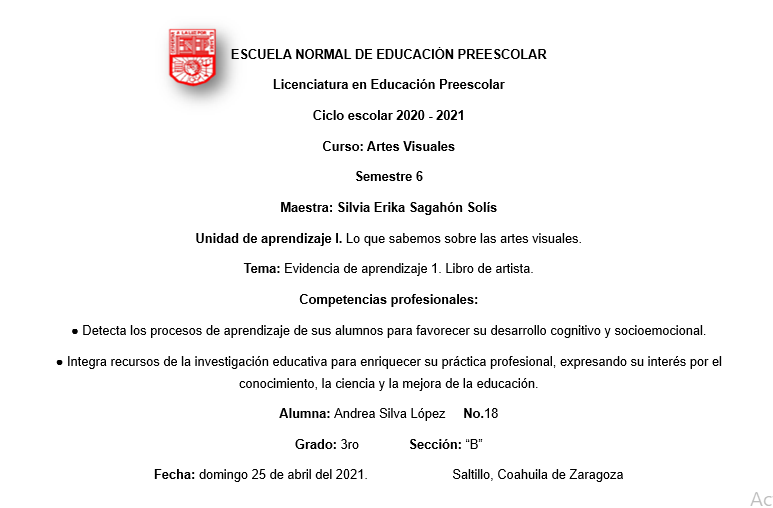 ESCUELA NORMAL DE EDUCACIÓN PREESCOLAR
Licenciatura en Educación Preescolar
Ciclo escolar 2020 - 2021
Curso: Artes Visuales
Semestre 6
Maestra: Silvia Erika Sagahón Solís
Unidad de aprendizaje I. Lo que sabemos sobre las artes visuales.
Tema: Evidencia de aprendizaje 1. Libro de artista.
Competencias profesionales:
● Detecta los procesos de aprendizaje de sus alumnos para favorecer su desarrollo cognitivo y socioemocional.
● Integra recursos de la investigación educativa para enriquecer su práctica profesional, expresando su interés por el
conocimiento, la ciencia y la mejora de la educación.
Alumna: Andrea Silva López No.18
Grado: 3ro Sección: “B”
Fecha: domingo 25 de abril del 2021. Saltillo, Coahuila de Zaragoza
Ac